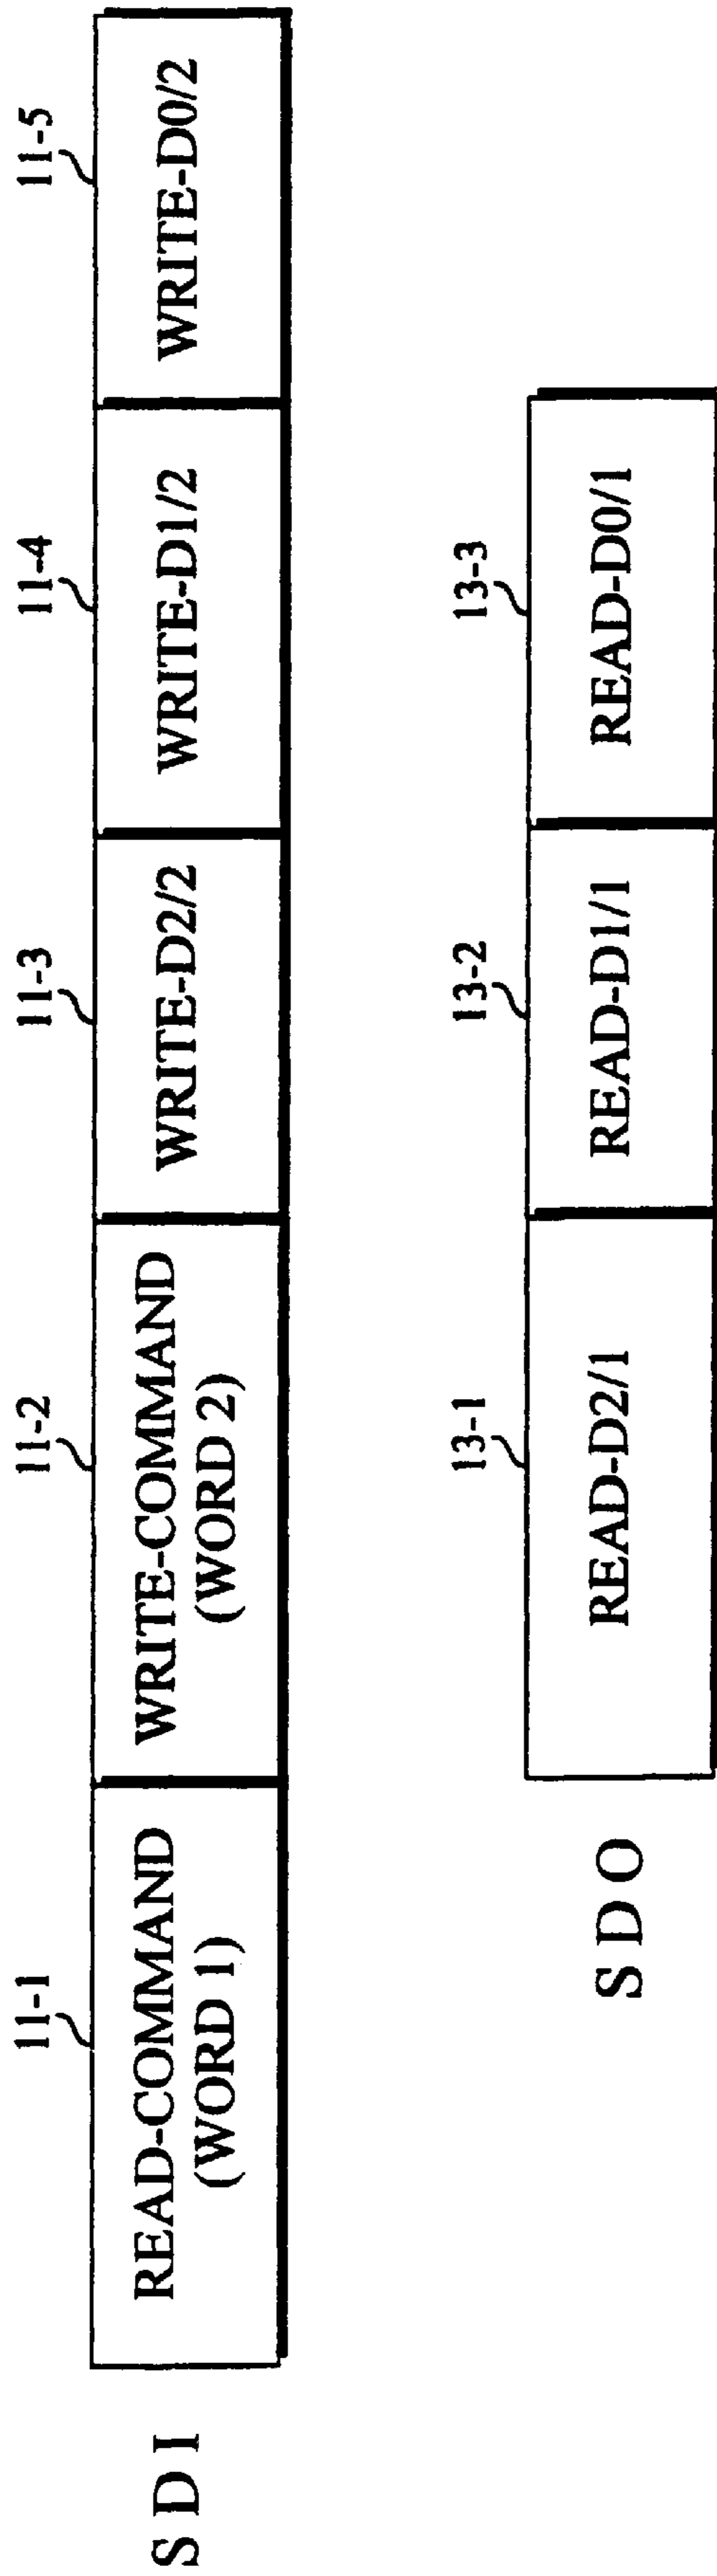 11-1 11-2 11-3 11-4 11-5
SDI READ-COMMAND (WORD 1) WRITE-COMMAND (WORD 2) WRITE-D2/2 WRITE-D1/2 WRITE-D0/2
13-1 13-2 13-3
SDO READ-D2/1 READ-D1/1 READ-D0/1